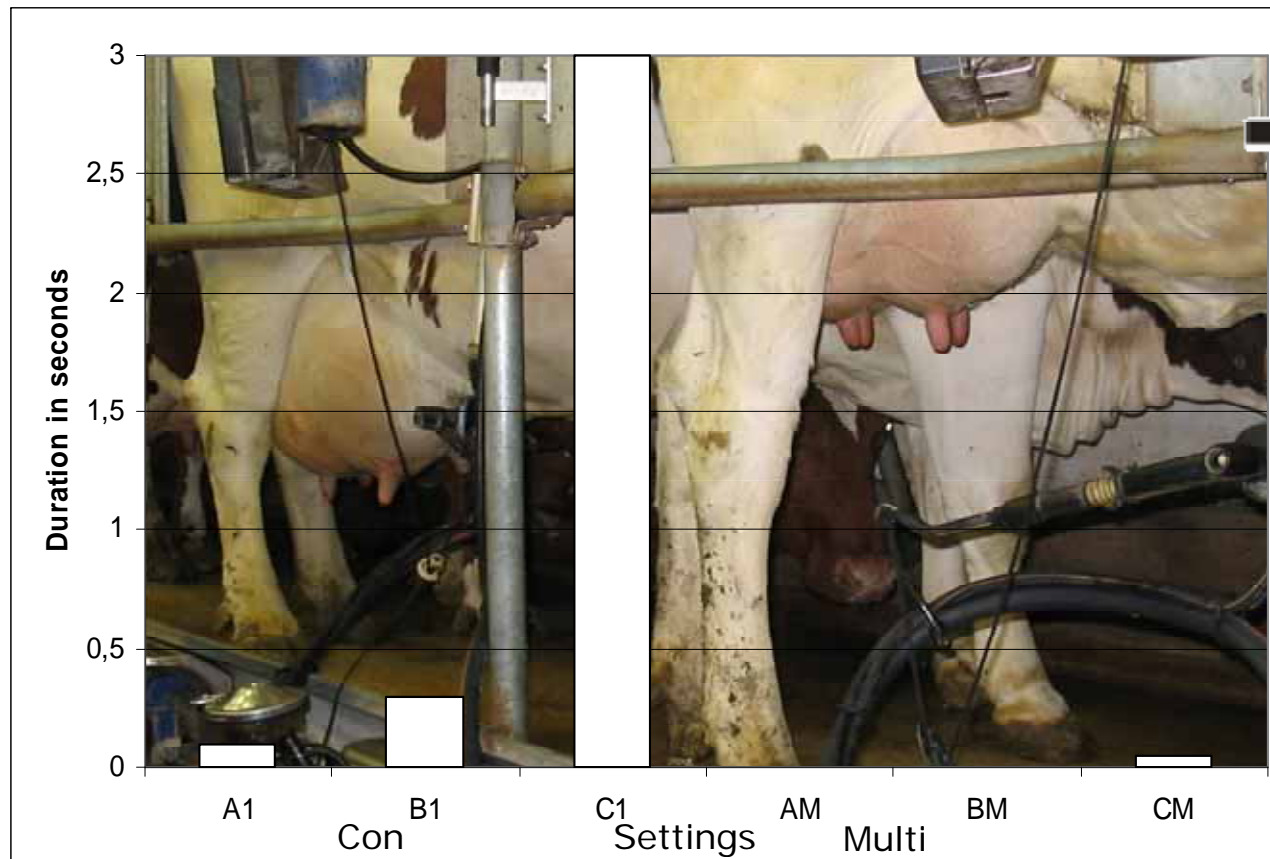 3
2,5
2
1,5
1
0,5
0
Duration in seconds
A1 B1 C1 AM BM CM
Con Settings Multi